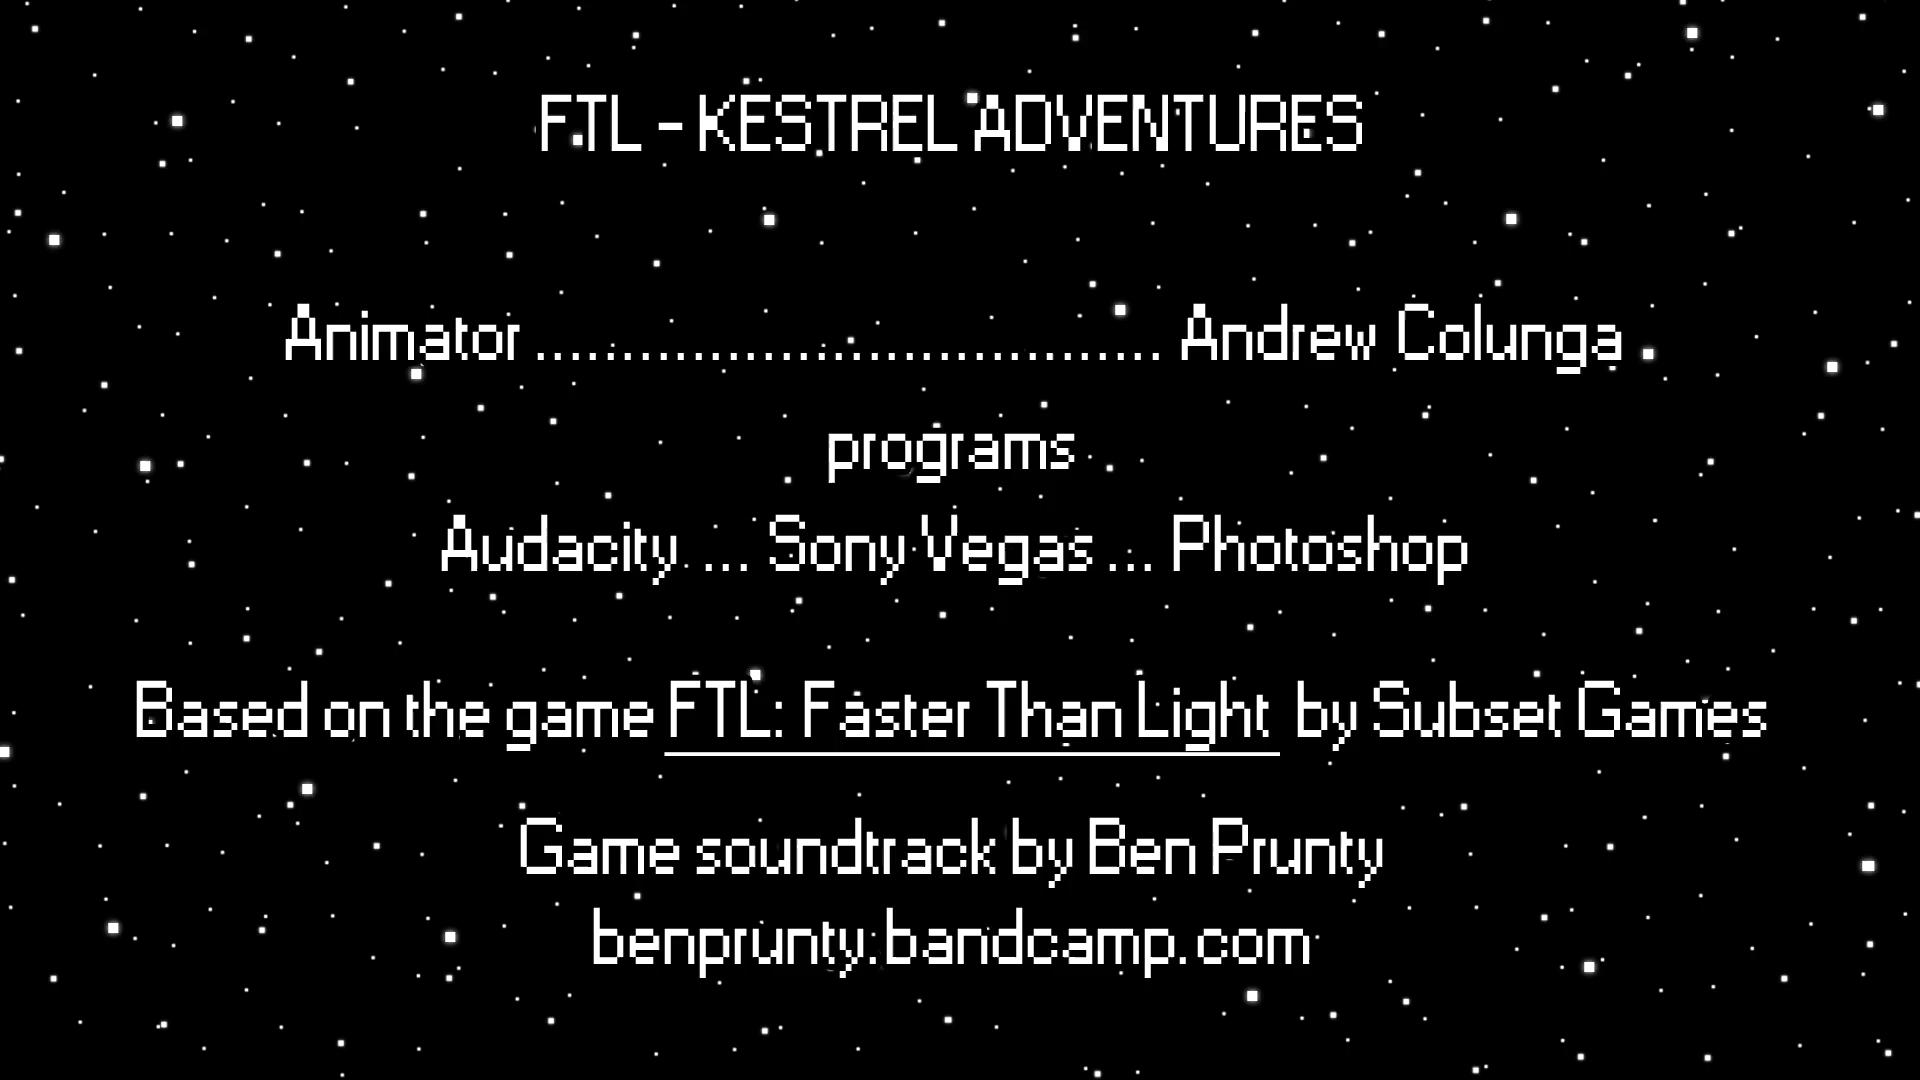 FTL - KESTREL ADVENTURES
Animator ................................... Andrew Colunga
programs
Audacity ... Sony Vegas ... Photoshop
Based on the game FTL: Faster Than Light by Subset Games
Game soundtrack by Ben Prunty
benprunty.bandcamp.com